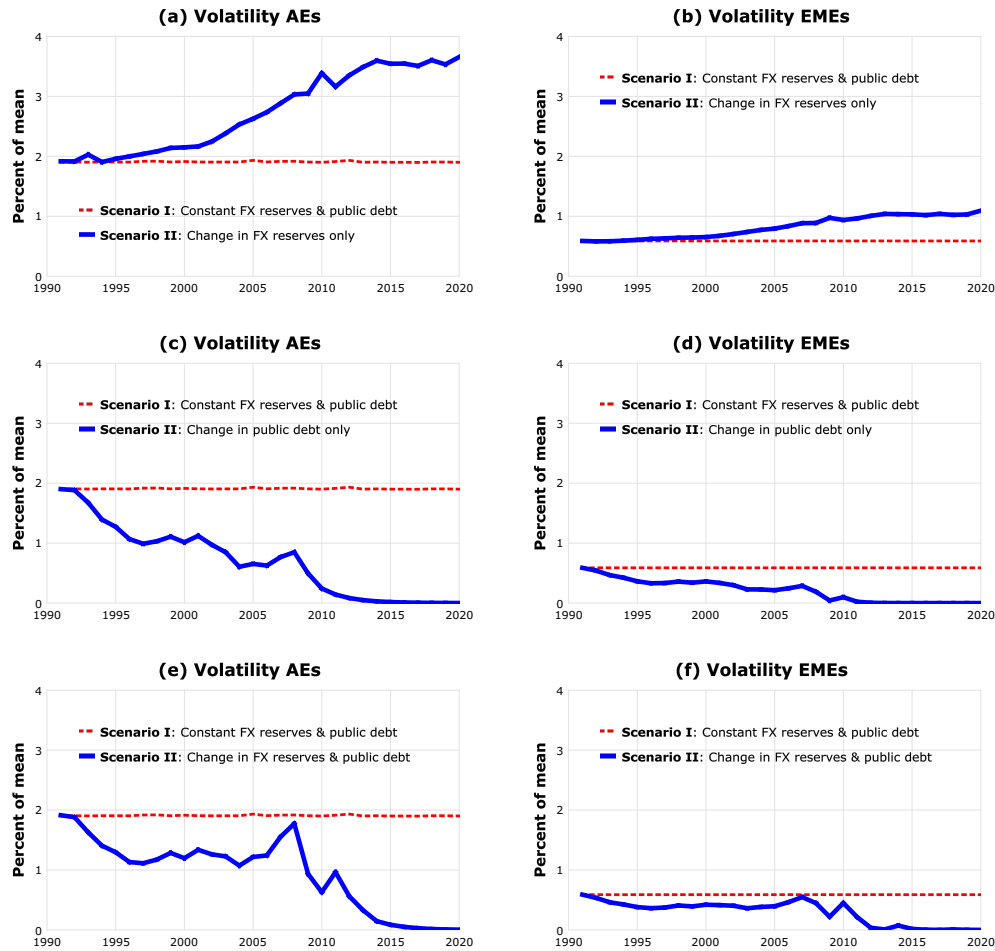 (a) Volatility AEs
Percent of mean
4
3
2
1
0
Scenario I: Constant FX reserves & public debt
Scenario II: Change in FX reserves only
1990 1995 2000 2005 2010 2015 2020
(b) Volatility EMEs
Percent of mean
4
3
2
1
0
Scenario I: Constant FX reserves & public debt
Scenario II: Change in FX reserves only
1990 1995 2000 2005 2010 2015 2020
(c) Volatility AEs
Percent of mean
4
3
2
1
0
Scenario I: Constant FX reserves & public debt
Scenario II: Change in public debt only
1990 1995 2000 2005 2010 2015 2020
(d) Volatility EMEs
Percent of mean
4
3
2
1
0
Scenario I: Constant FX reserves & public debt
Scenario II: Change in public debt only
1990 1995 2000 2005 2010 2015 2020
(e) Volatility AEs
Percent of mean
4
3
2
1
0
Scenario I: Constant FX reserves & public debt
Scenario II: Change in FX reserves & public debt
1990 1995 2000 2005 2010 2015 2020
(f) Volatility EMEs
Percent of mean
4
3
2
1
0
Scenario I: Constant FX reserves & public debt
Scenario II: Change in FX reserves & public debt
1990 1995 2000 2005 2010 2015 2020